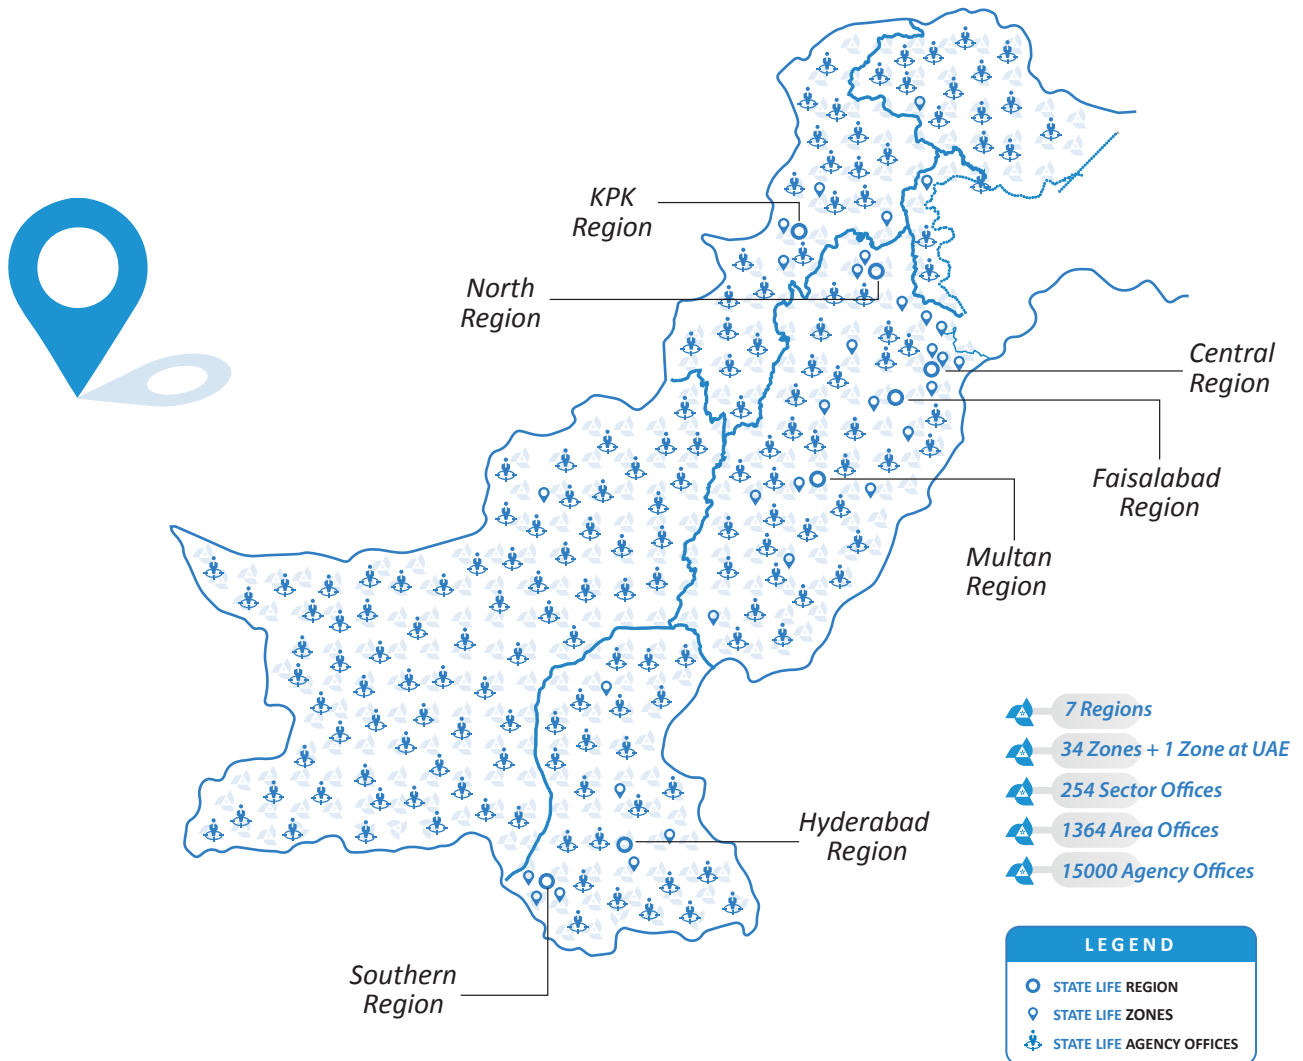 KPK
Region
North
Region
Central
Region
Faisalabad
Region
Multan
Region
7 Regions
34 Zones + 1 Zone at UAE
254 Sector Offices
1364 Area Offices
15000 Agency Offices
Hyderabad
Region
Southern
Region
LEGEND
STATE LIFE REGION
STATE LIFE ZONES
STATE LIFE AGENCY OFFICES